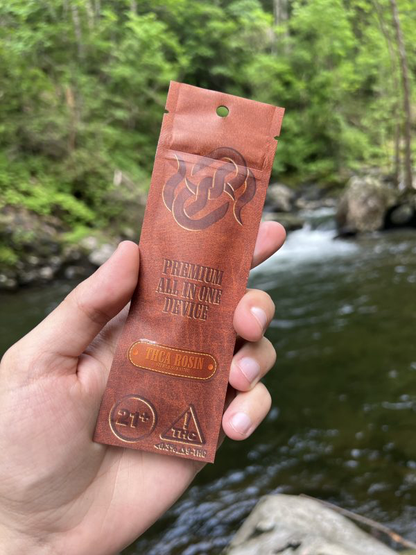 PREMIUM
ALL IN ONE
DEVICE
THCA ROSIN
21+
!
THC